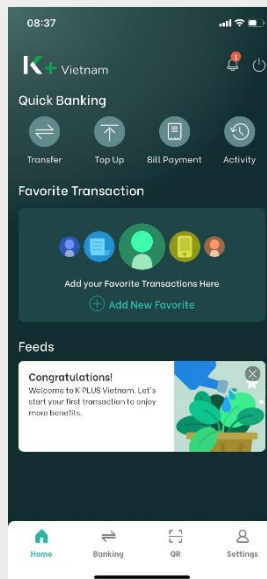 08:37
K+ Vietnam
1
Quick Banking
Transfer
Top Up
Bill Payment
Activity
Favorite Transaction
Add your Favorite Transactions Here
Add New Favorite
Feeds
Congratulations!
Welcome to K PLUS Vietnam. Let's
start your first transaction to enjoy
more benefits.
Home
Banking
QR
Settings